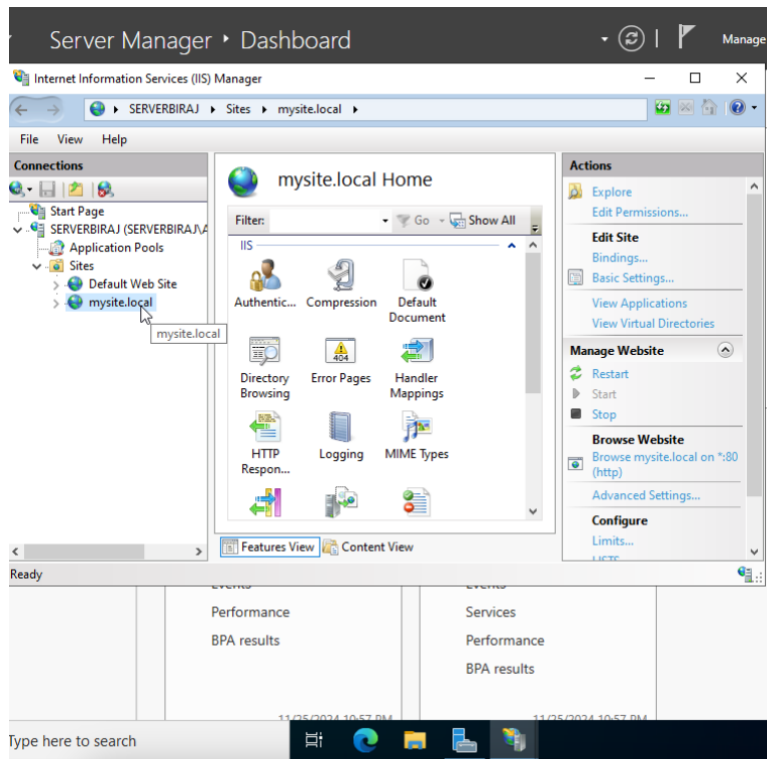 Server Manager ‣ Dashboard
Manage
Internet Information Services (IIS) Manager
SERVERBIRAJ ▸ Sites ▸ mysite.local ▸
File View Help
Connections
Start Page
SERVERBIRAJ (SERVERBIRAJ\A
Application Pools
Sites
Default Web Site
mysite.local
mysite.local
mysite.local Home
Filter: Go Show All
IIS
Authentic... Compression Default Document
Directory Browsing Error Pages Handler Mappings
404
HTTP Respon... Logging MIME Types
Features View Content View
Actions
Explore
Edit Permissions...
Edit Site
Bindings...
Basic Settings...
View Applications
View Virtual Directories
Manage Website
Restart
Start
Stop
Browse Website
Browse mysite.local on *:80
(http)
Advanced Settings...
Configure
Limits...
Ready
Performance
BPA results
Services
Performance
BPA results
Type here to search